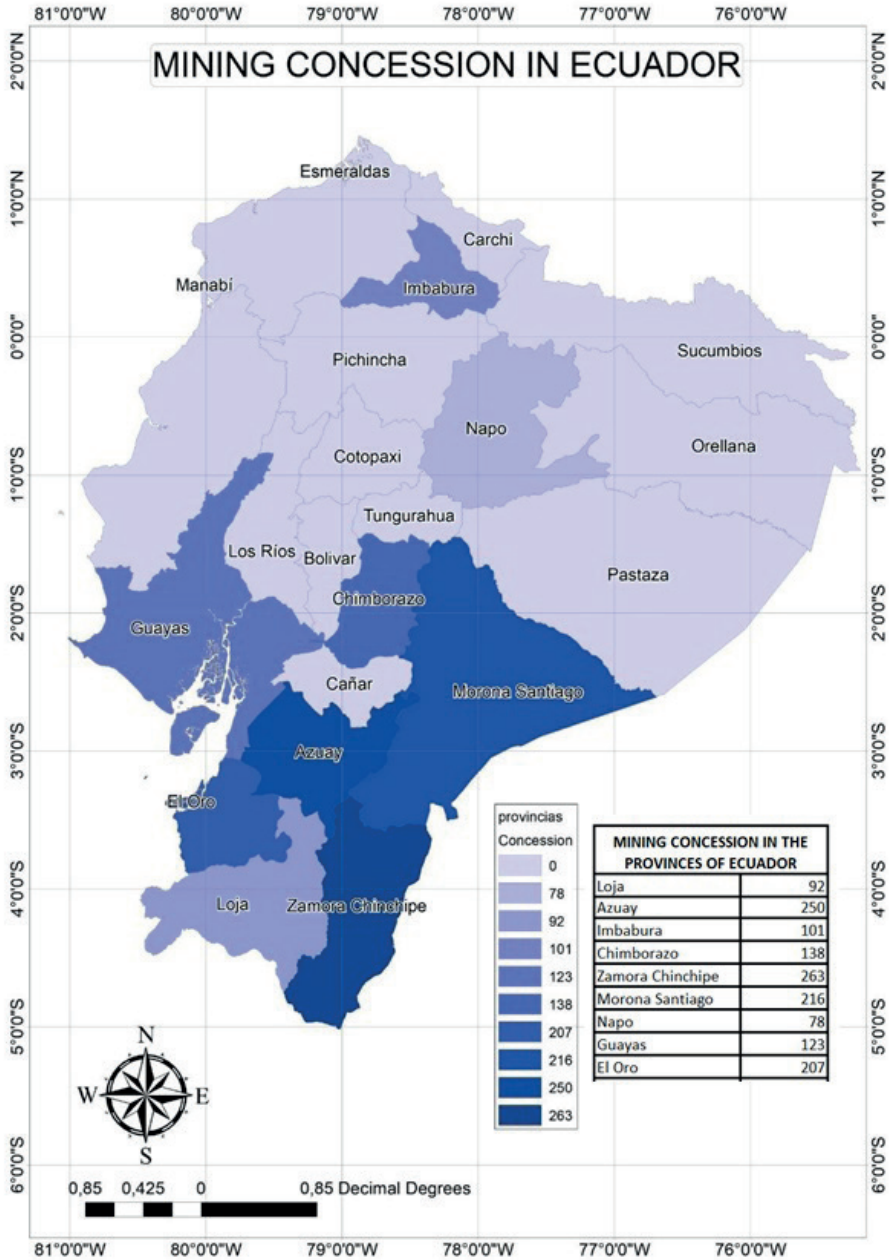 81°0'0"W 80°0'0"W 79°0'0"W 78°0'0"W 77°0'0"W 76°0'0"W
MINING CONCESSION IN ECUADOR
2°0'0"N 2°0'0"N
Esmeraldas
1°0'0"N 1°0'0"N
Carchi
Manabí
Imbabura
0°0'0" 0°0'0"
Pichincha
Sucumbios
Napo
Cotopaxi
Orellana
1°0'0"S 1°0'0"S
Tungurahua
Los Ríos
Bolivar
Pastaza
Chimborazo
2°0'0"S 2°0'0"S
Guayas
Cañar
Morona Santiago
Azuay
3°0'0"S 3°0'0"S
El Oro
Loja
Zamora Chinchipe
4°0'0"S 4°0'0"S
5°0'0"S 5°0'0"S
6°0'0"S 6°0'0"S
provincias
Concession
0
78
92
101
123
138
207
216
250
263
MINING CONCESSION IN THE
PROVINCES OF ECUADOR
Loja 92
Azuay 250
Imbabura 101
Chimborazo 138
Zamora Chinchipe 263
Morona Santiago 216
Napo 78
Guayas 123
El Oro 207
N
W E
S
0,85 0,425 0 0,85 Decimal Degrees
81°0'0"W 80°0'0"W 79°0'0"W 78°0'0"W 77°0'0"W 76°0'0"W